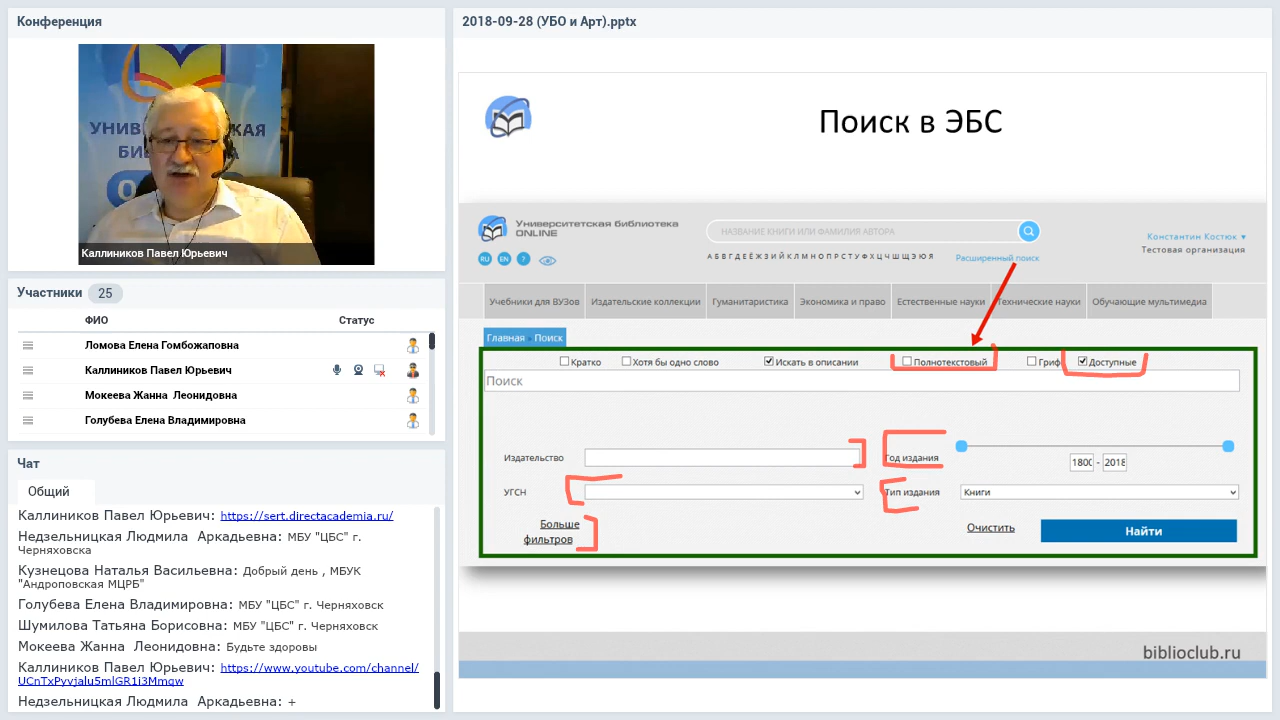 Конференция
УНИВЕРСИТЕТСКАЯ
Каллиников Павел Юрьевич
Участники 25
ФИО Статус
Ломова Елена Гомбожаповна
Каллиников Павел Юрьевич
Мокеева Жанна Леонидовна
Голубева Елена Владимировна
Чат
Общий
Каллиников Павел Юрьевич: https://sert.directacademia.ru/
Недзельницкая Людмила Аркадьевна: МБУ "ЦБС" г.
Черняховска
Кузнецова Наталья Васильевна: Добрый день , МБУК
"Андроповская МЦРБ"
Голубева Елена Владимировна: МБУ "ЦБС" г. Черняховск
Шумилова Татьяна Борисовна: МБУ "ЦБС" г. Черняховск
Мокеева Жанна Леонидовна: Будьте здоровы
Каллиников Павел Юрьевич: https://www.youtube.com/channel/
UCnTxPyvjalu5mlGR1i3Mmqw
Недзельницкая Людмила Аркадьевна: +
2018-09-28 (УБО и Арт).pptx
Поиск в ЭБС
Университетская библиотека
ONLINE
НАЗВАНИЕ КНИГИ ИЛИ ФАМИЛИЯ АВТОРА
Константин Костюк ▾
Тестовая организация
RU EN ?
А Б В Г Д Е Ё Ж З И Й К Л М Н О П Р С Т У Ф Х Ц Ч Ш Щ Э Ю Я
Расширенный поиск
Учебники для ВУЗов Издательские коллекции Гуманитаристика Экономика и право Естественные науки Технические науки Обучающие мультимедиа
Главная Поиск
Кратко Хотя бы одно слово Искать в описании Полнотекстовый Гриф Доступные
Поиск
Издательство Год издания
1800 - 2018
УГСН Тип издания Книги
Больше
фильтров
Очистить Найти
biblioclub.ru